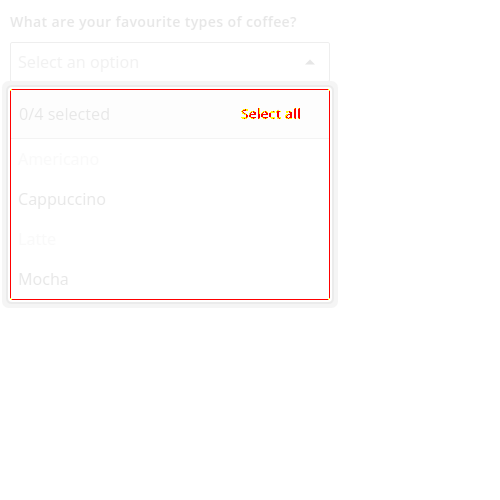 What are your favourite types of coffee?
Select an option
0/4 selected
Select all
Americano
Cappuccino
Latte
Mocha